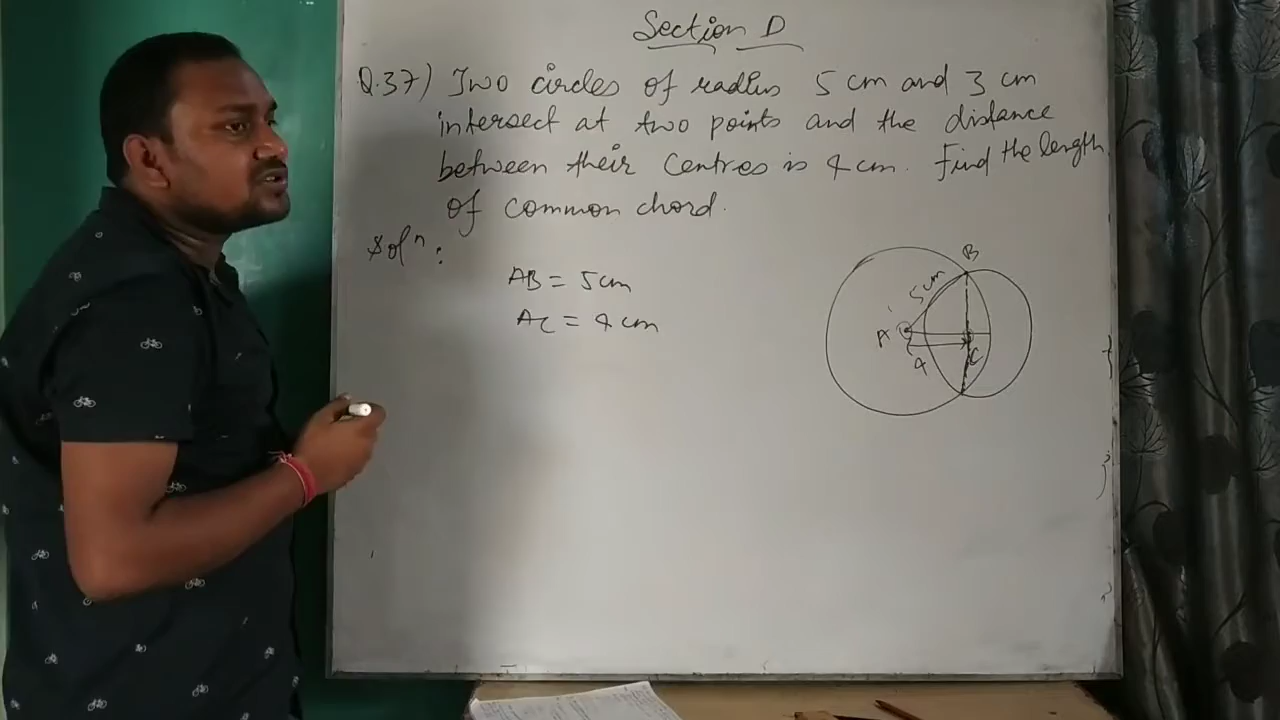 Section D
Q.37) Two circles of radius 5 cm and 3 cm
intersect at two points and the distance
between their centres is 4 cm. Find the length
of common chord.
Solⁿ:
AB = 5cm
AC = 4 cm
B
5 cm
A
C
4